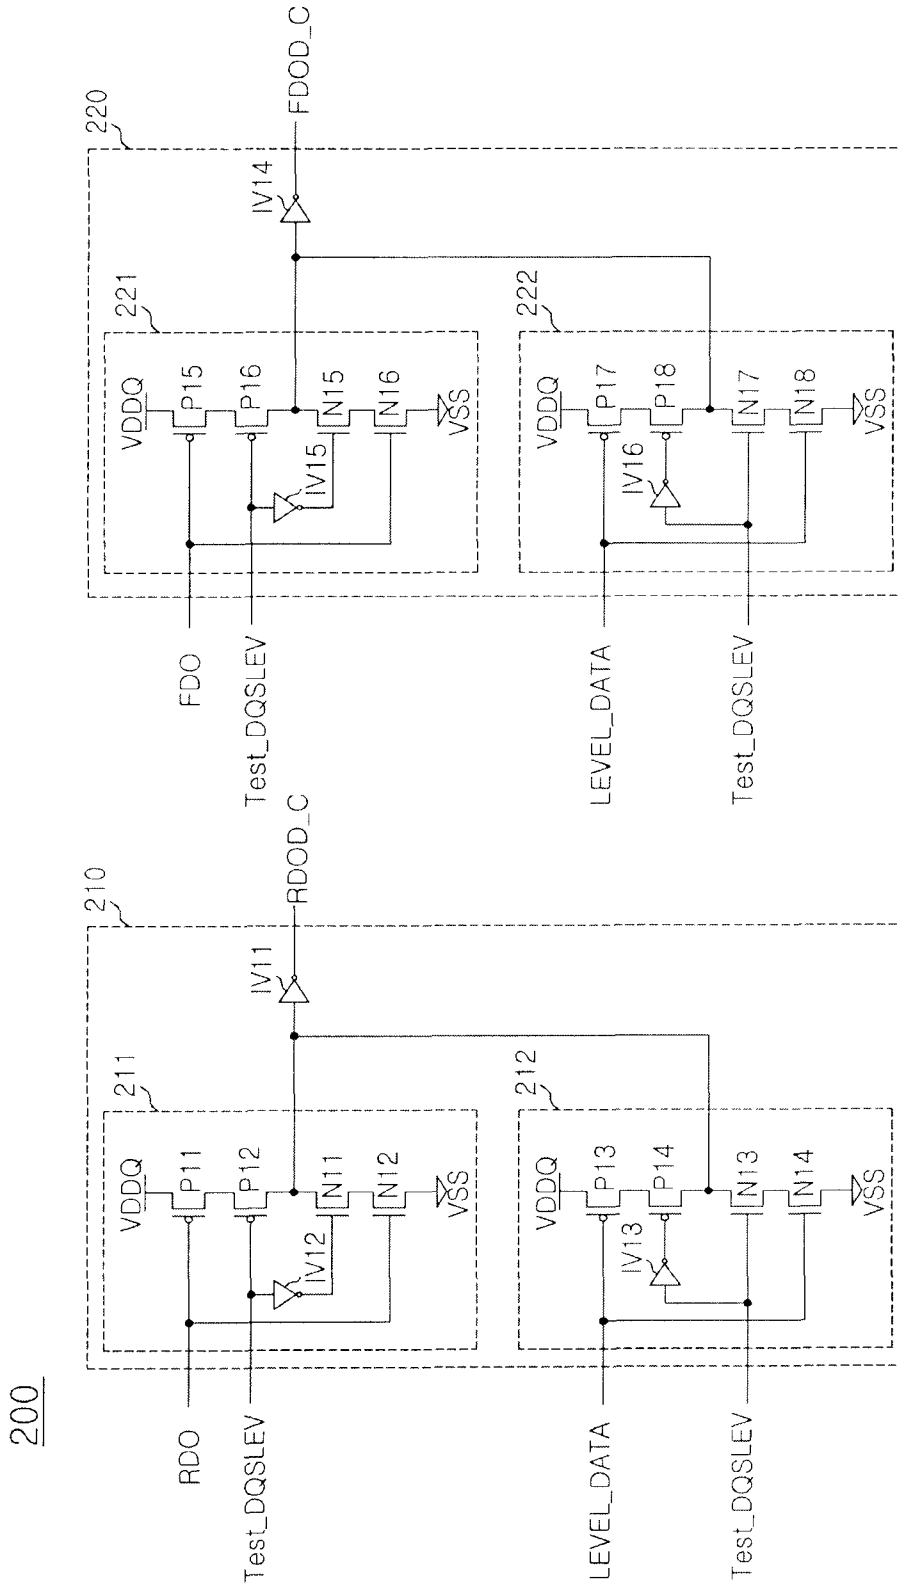 200
210
211
VDDQ
P11
P12
IV12
N11
N12
VSS
IV11
RDOD_C
RDO
Test_DQSLEV
212
VDDQ
P13
IV13
P14
N13
N14
VSS
LEVEL_DATA
Test_DQSLEV
220
221
VDDQ
P15
P16
IV15
N15
N16
VSS
IV14
FDOD_C
FDO
Test_DQSLEV
222
VDDQ
P17
IV16
P18
N17
N18
VSS
LEVEL_DATA
Test_DQSLEV